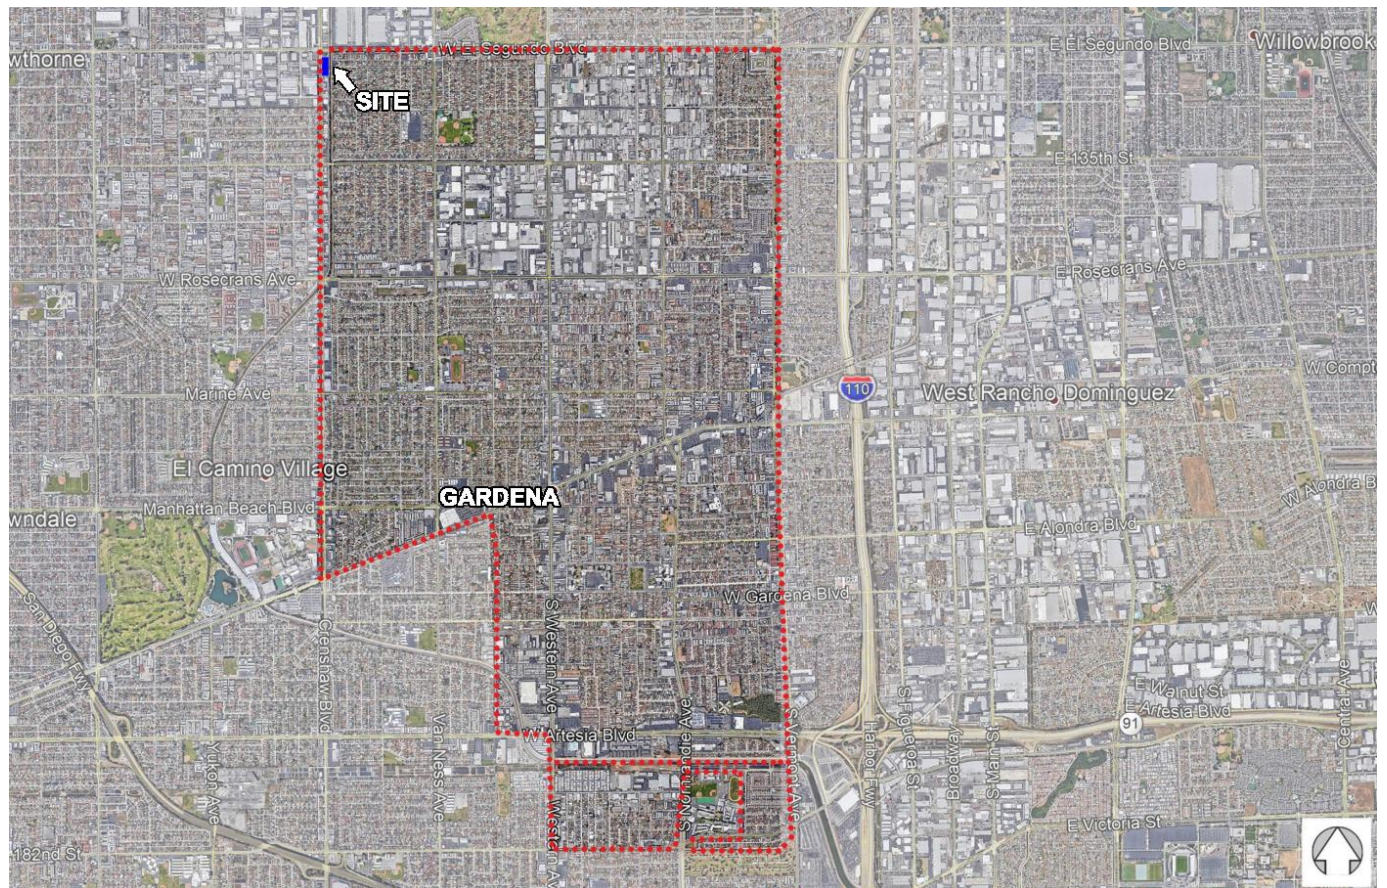 W El Segundo Blvd
E El Segundo Blvd
Willowbrook
wthorne
SITE
E 135th St
W Rosecrans Ave
E Rosecrans Ave
W Compt
Marine Ave
110
West Rancho Dominguez
El Camino Village
GARDENA
W Alondra B
Manhattan Beach Blvd
wndale
E Alondra Blvd
W Gardena Blvd
W
San Diego Fwy
Crenshaw Blvd
S Western Ave
E Walnut St
E Artesia Blvd
91
Central Ave
W Artesia Blvd
Van Ness Ave
Yukon Ave
S Normandie Ave
S Vermont Ave
Harbor Fwy
S Figueroa St
Broadway
S Main St
Western Ave
E Victoria St
182nd St